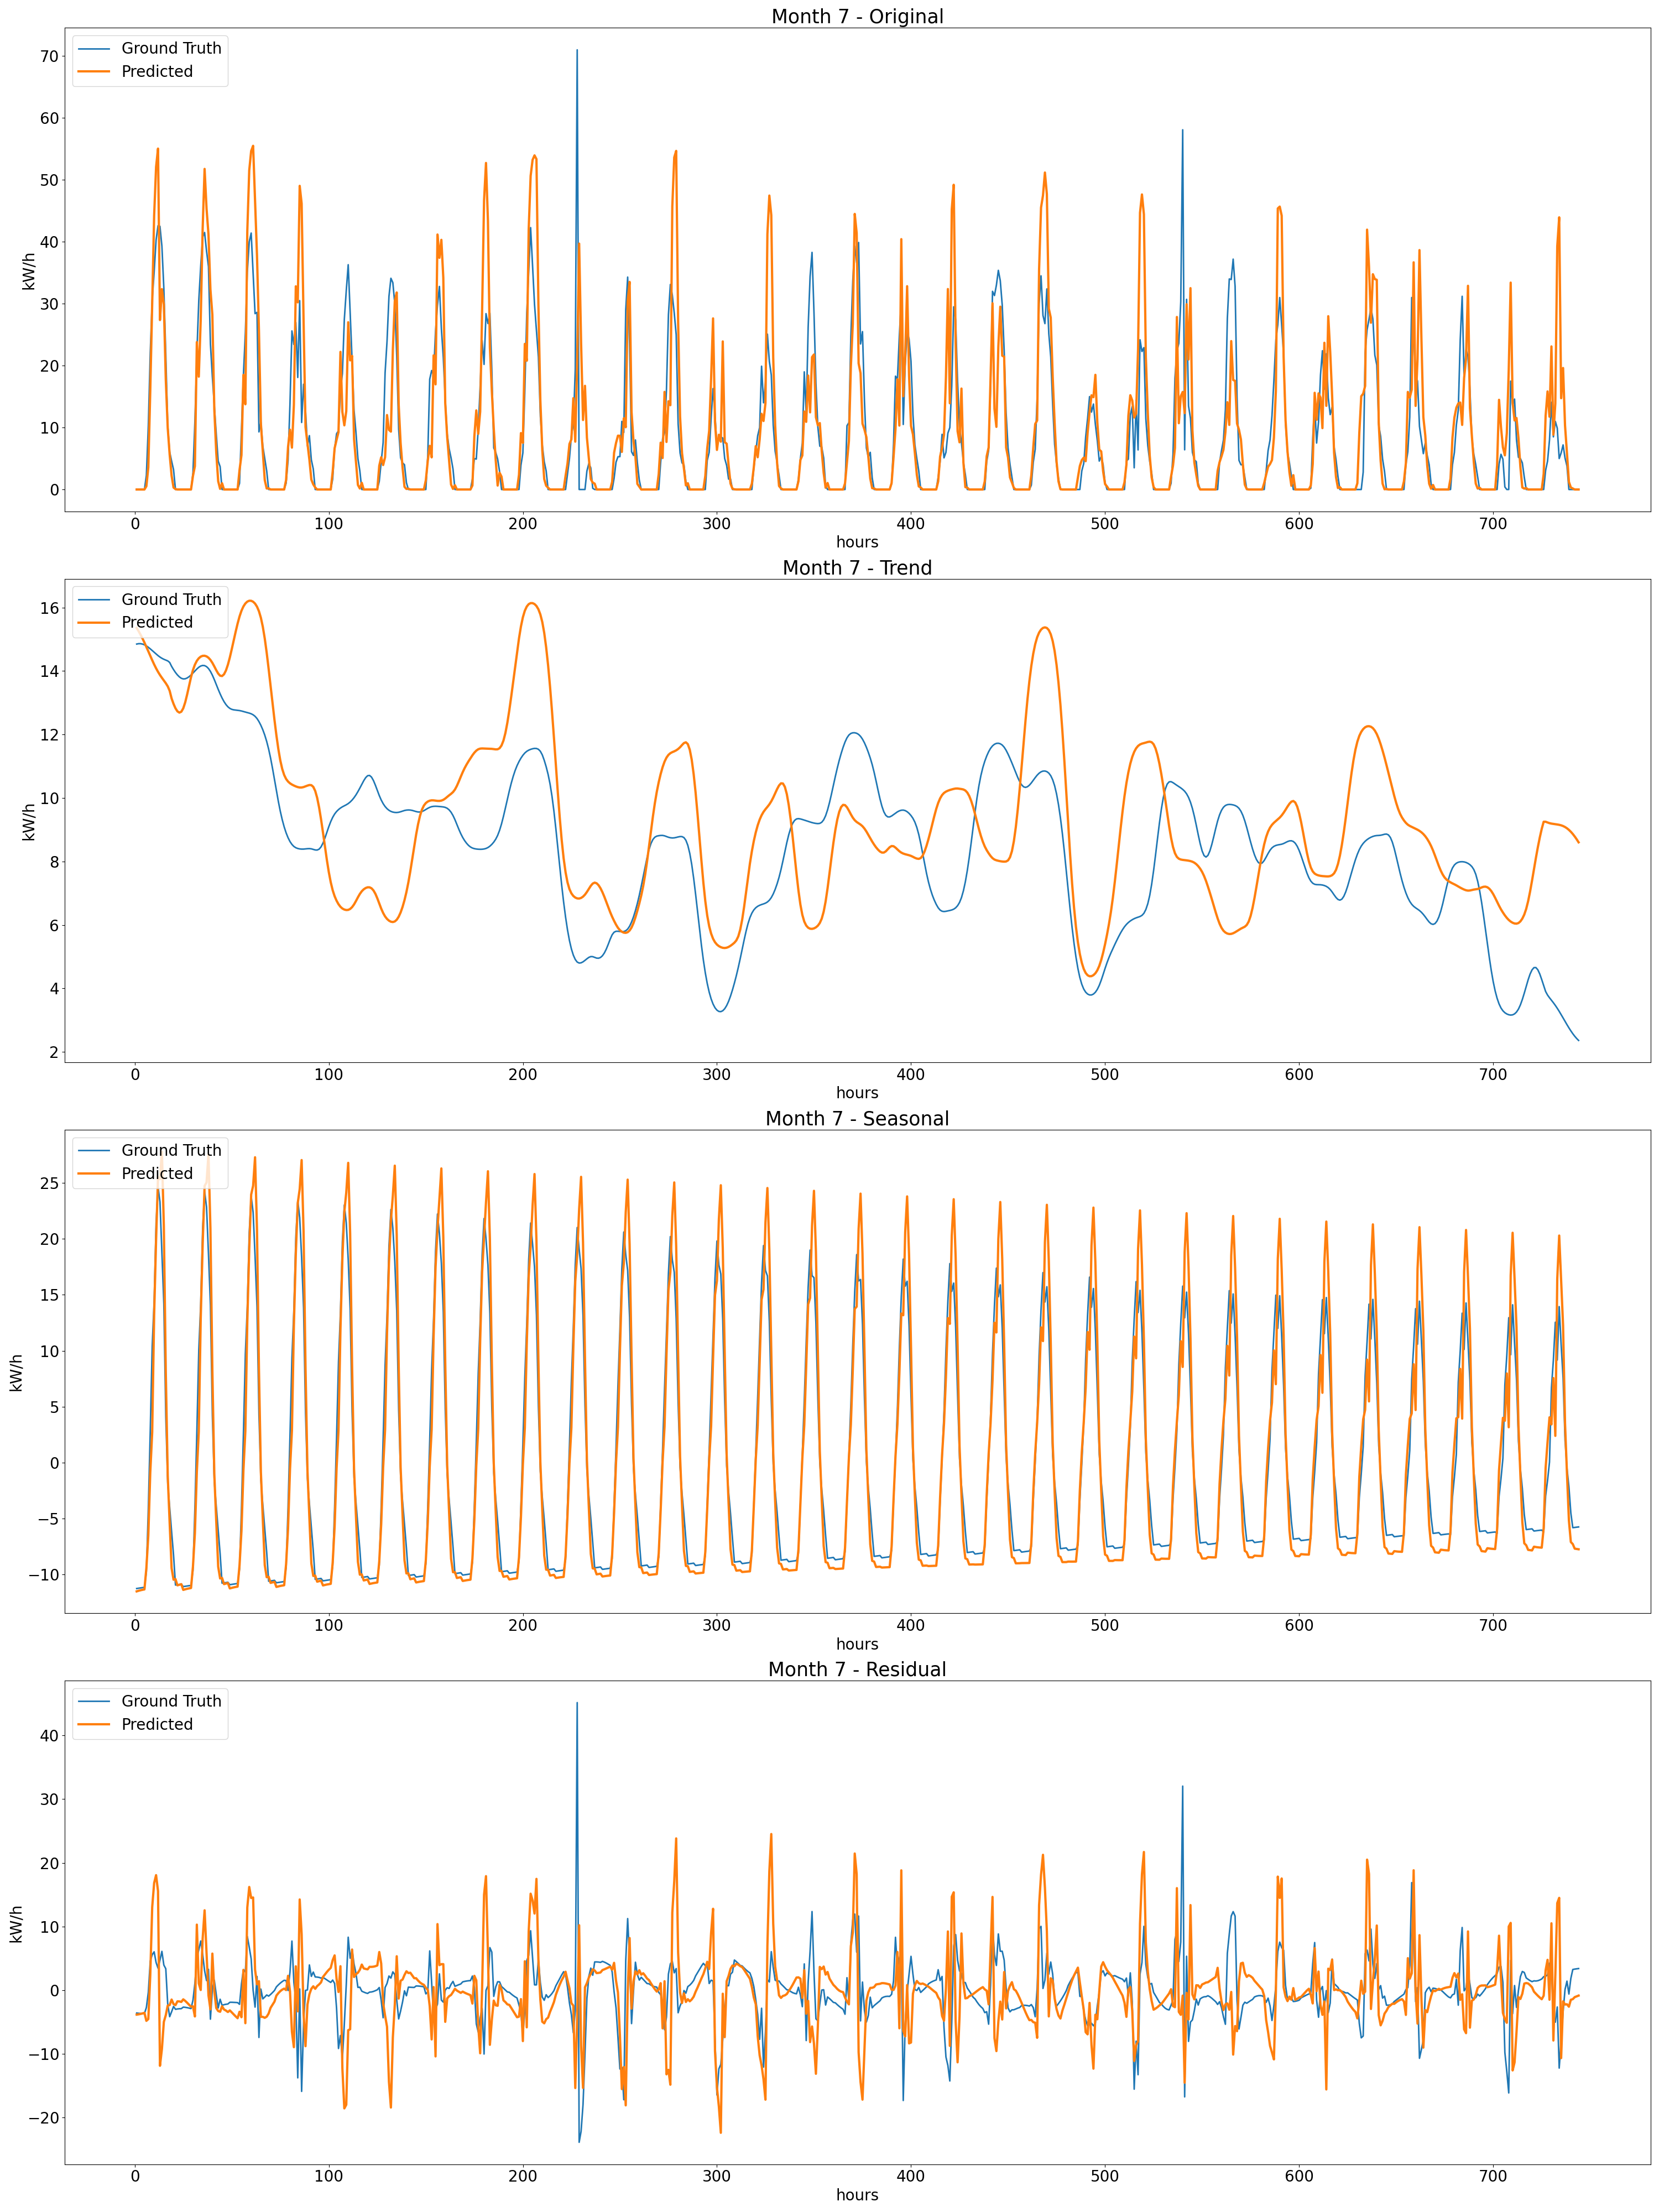 Month 7 - Original
Ground Truth
Predicted
70
60
50
40
30
20
10
0
kW/h
0 100 200 300 400 500 600 700
hours
Month 7 - Trend
Ground Truth
Predicted
16
14
12
10
8
6
4
2
kW/h
0 100 200 300 400 500 600 700
hours
Month 7 - Seasonal
Ground Truth
Predicted
25
20
15
10
5
0
−5
−10
kW/h
0 100 200 300 400 500 600 700
hours
Month 7 - Residual
Ground Truth
Predicted
40
30
20
10
0
−10
−20
kW/h
0 100 200 300 400 500 600 700
hours